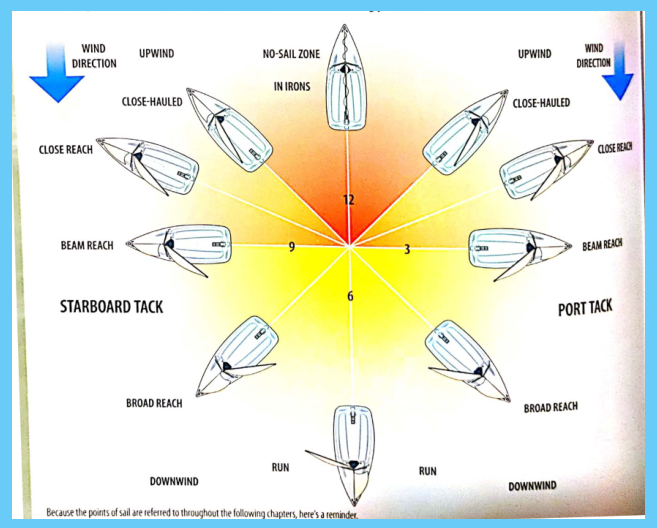 WIND
DIRECTION
UPWIND
NO-SAIL ZONE
IN IRONS
UPWIND
WIND
DIRECTION
CLOSE-HAULED
CLOSE-HAULED
CLOSE REACH
CLOSE REACH
12
BEAM REACH
9
3
BEAM REACH
6
STARBOARD TACK
PORT TACK
BROAD REACH
BROAD REACH
RUN
RUN
DOWNWIND
DOWNWIND
Because the points of sail are referred to throughout the following chapters, here's a reminder.